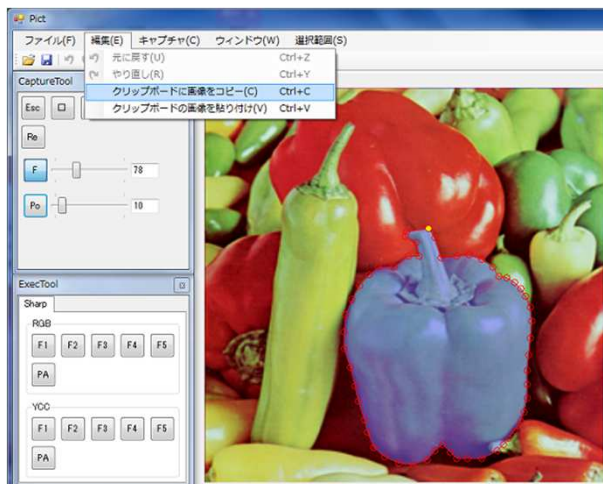 Pict
ファイル(F) 編集(E) キャプチャ(C) ウィンドウ(W) 選択範囲(S)
元に戻す(U) Ctrl+Z
やり直し(R) Ctrl+Y
CaptureTool
クリップボードに画像をコピー(C) Ctrl+C
クリップボードの画像を貼り付け(V) Ctrl+V
Esc
Re
F 78
Po 10
ExecTool
Sharp
RGB
F1 F2 F3 F4 F5
PA
YCC
F1 F2 F3 F4 F5
PA